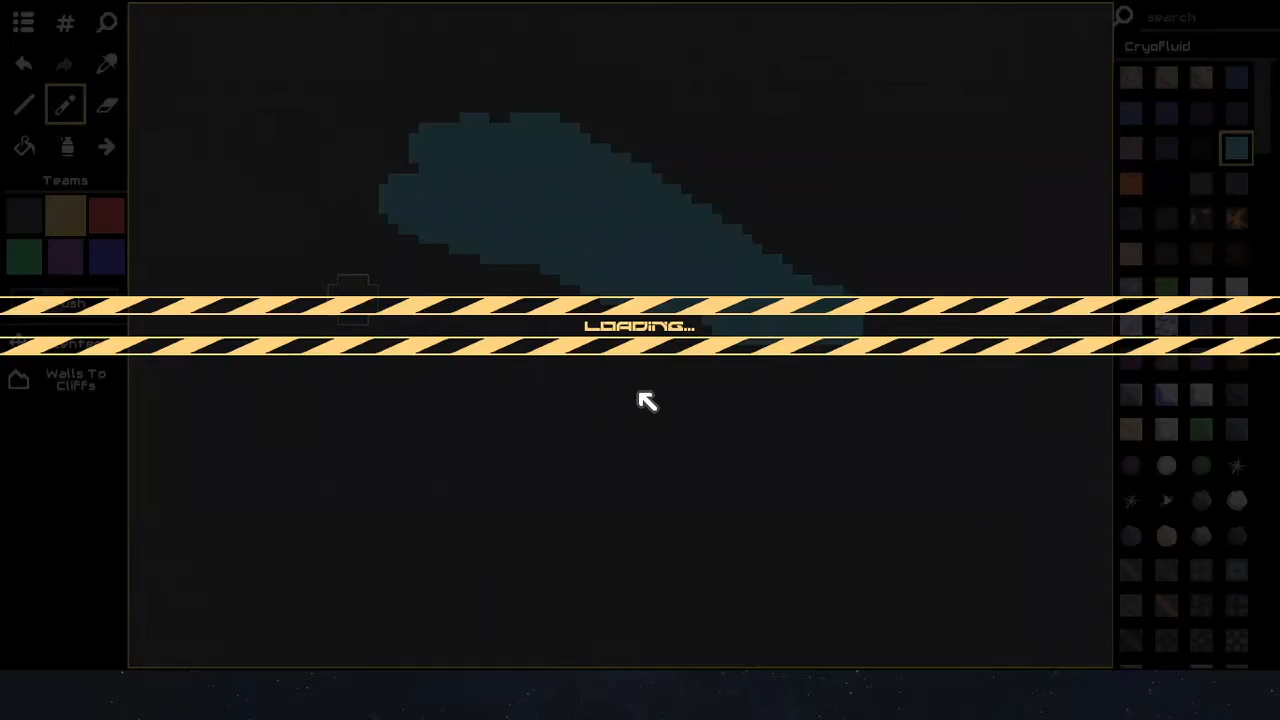 search
Cryofluid
Teams
Loading...
Walls To
Cliffs